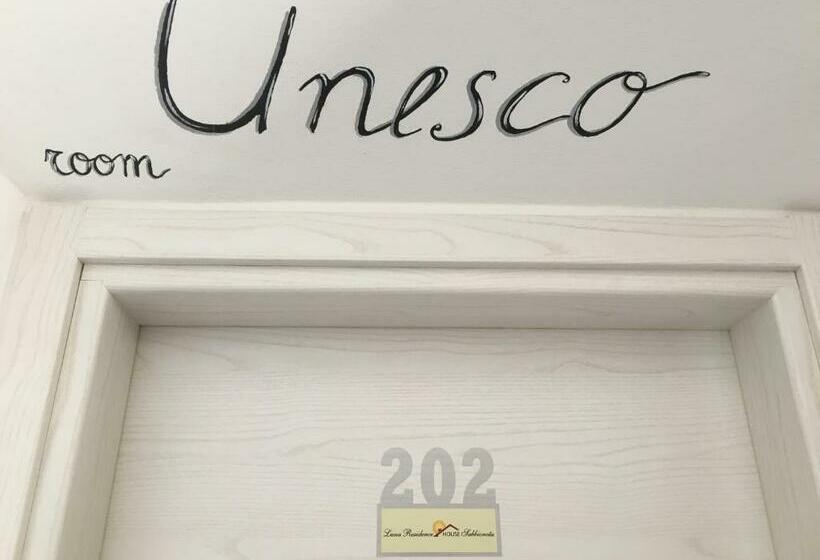 Unesco
room
202
Luna Residence HOUSE Sabbioneta